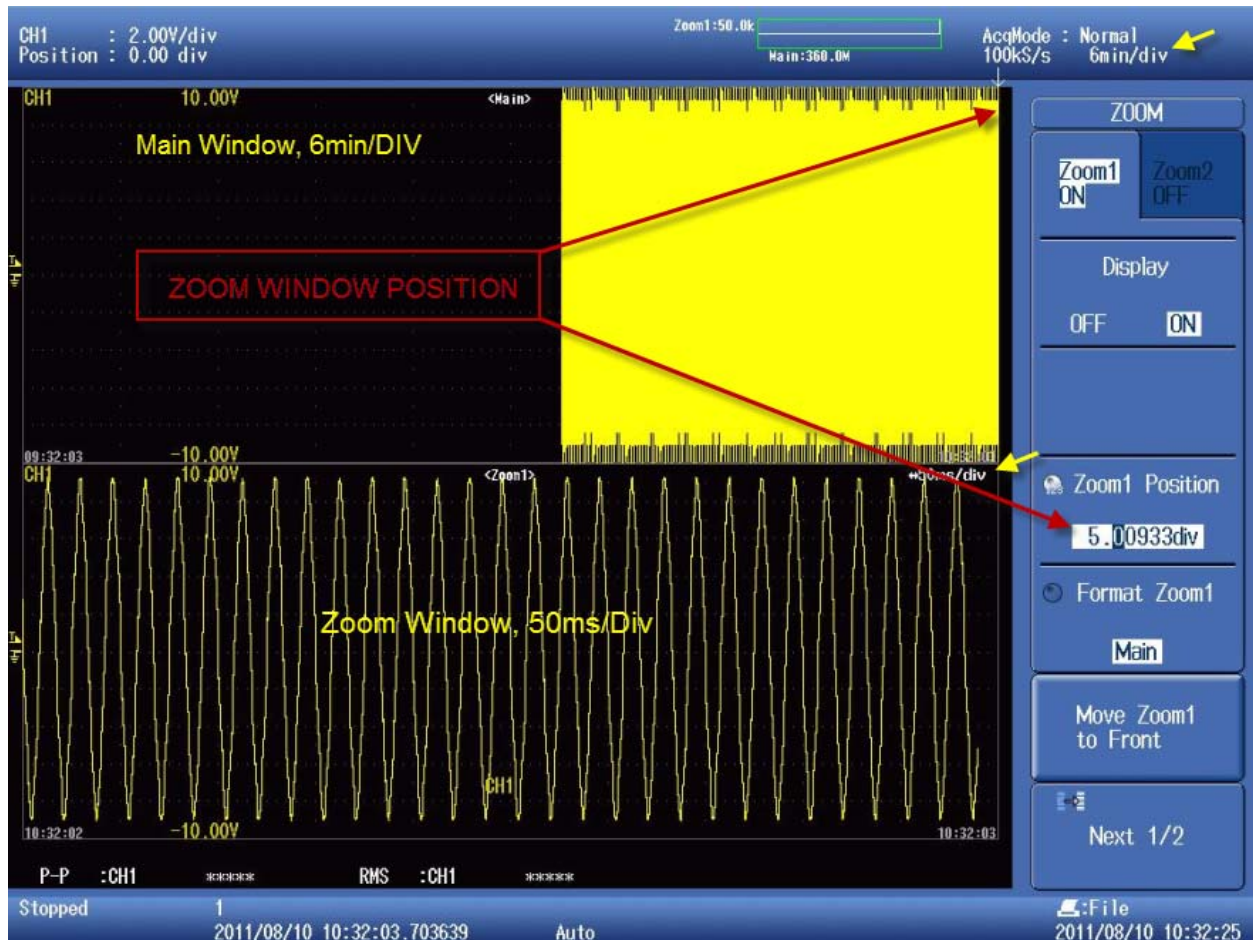 CH1 : 2.00V/div
Position : 0.00 div
Zoom1:50.0k
Main:360.0M
AcqMode : Normal
100kS/s 6min/div
CH1 10.00V <Main>
Main Window, 6min/DIV
ZOOM WINDOW POSITION
09:32:03 -10.00V
CH1 10.00V <Zoom1> 50ms/div
Zoom Window, 50ms/Div
CH1
10:32:02 -10.00V 10:32:03
P-P :CH1 ***** RMS :CH1 *****
Stopped 1
2011/08/10 10:32:03.703639 Auto
ZOOM
Zoom1 ON
Zoom2 OFF
Display
OFF ON
Zoom1 Position
5.00933div
Format Zoom1
Main
Move Zoom1
to Front
Next 1/2
:File
2011/08/10 10:32:25